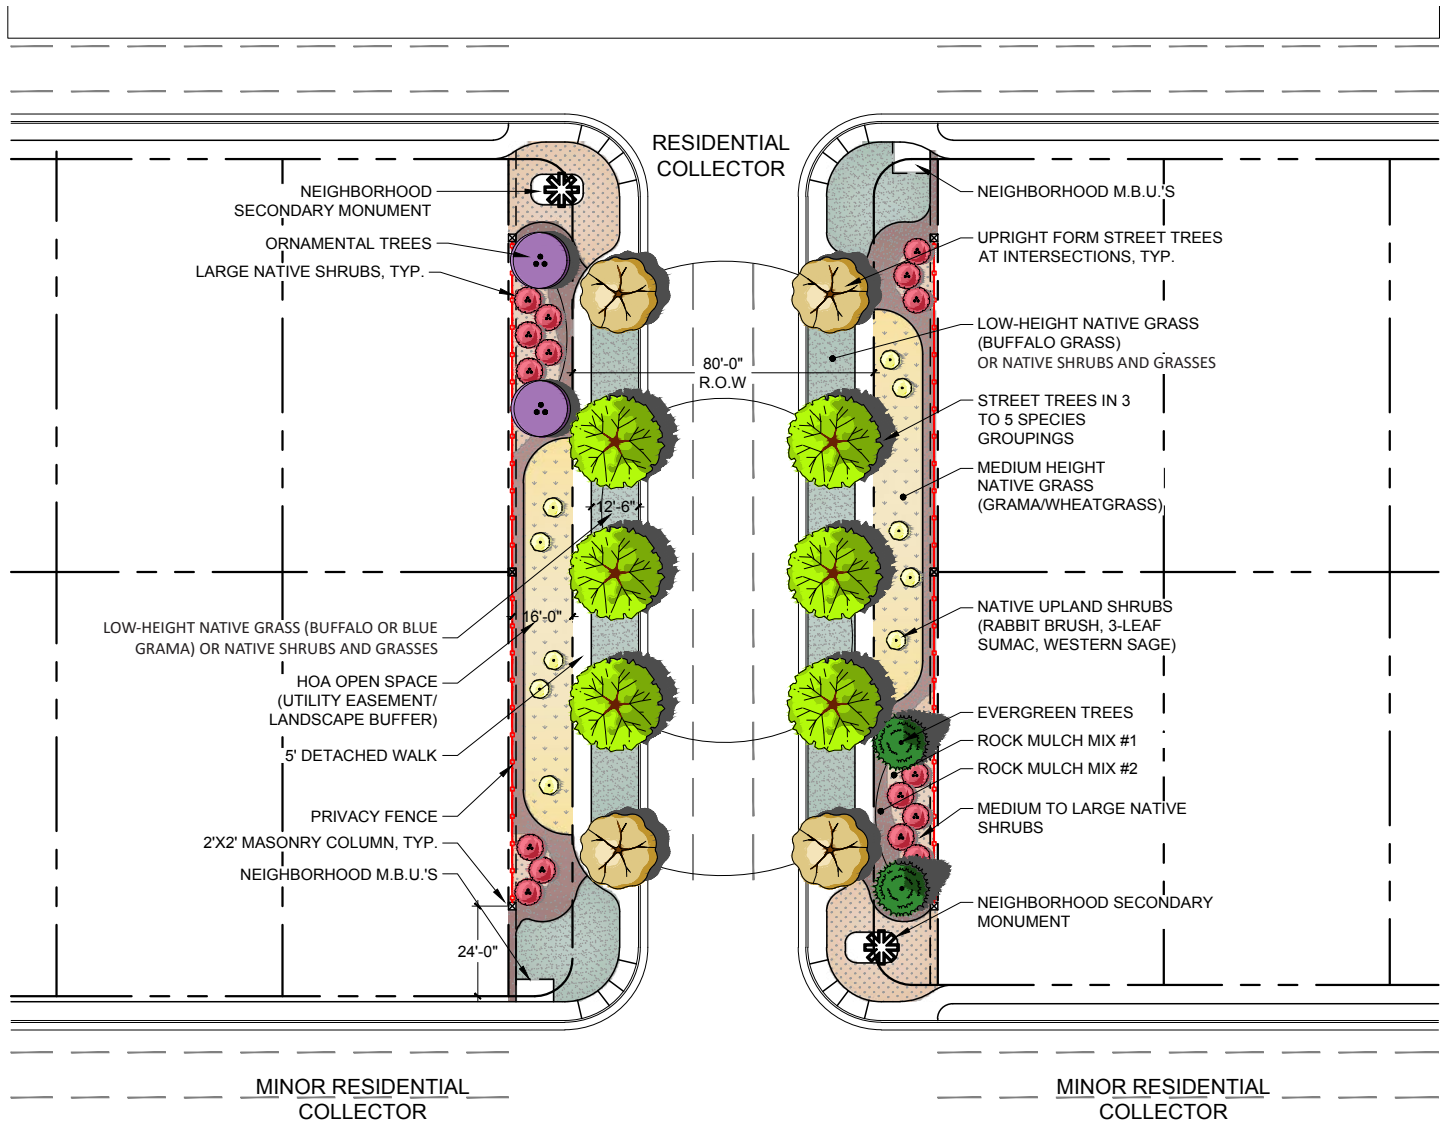 RESIDENTIAL
COLLECTOR
NEIGHBORHOOD
SECONDARY MONUMENT
ORNAMENTAL TREES
LARGE NATIVE SHRUBS, TYP.
LOW-HEIGHT NATIVE GRASS (BUFFALO OR BLUE
GRAMA) OR NATIVE SHRUBS AND GRASSES
HOA OPEN SPACE
(UTILITY EASEMENT/
LANDSCAPE BUFFER)
5' DETACHED WALK
PRIVACY FENCE
2'X2' MASONRY COLUMN, TYP.
NEIGHBORHOOD M.B.U.'S
24'-0"
16'-0"
12'-6"
80'-0"
R.O.W
NEIGHBORHOOD M.B.U.'S
UPRIGHT FORM STREET TREES
AT INTERSECTIONS, TYP.
LOW-HEIGHT NATIVE GRASS
(BUFFALO GRASS)
OR NATIVE SHRUBS AND GRASSES
STREET TREES IN 3
TO 5 SPECIES
GROUPINGS
MEDIUM HEIGHT
NATIVE GRASS
(GRAMA/WHEATGRASS)
NATIVE UPLAND SHRUBS
(RABBIT BRUSH, 3-LEAF
SUMAC, WESTERN SAGE)
EVERGREEN TREES
ROCK MULCH MIX #1
ROCK MULCH MIX #2
MEDIUM TO LARGE NATIVE
SHRUBS
NEIGHBORHOOD SECONDARY
MONUMENT
MINOR RESIDENTIAL
COLLECTOR
MINOR RESIDENTIAL
COLLECTOR